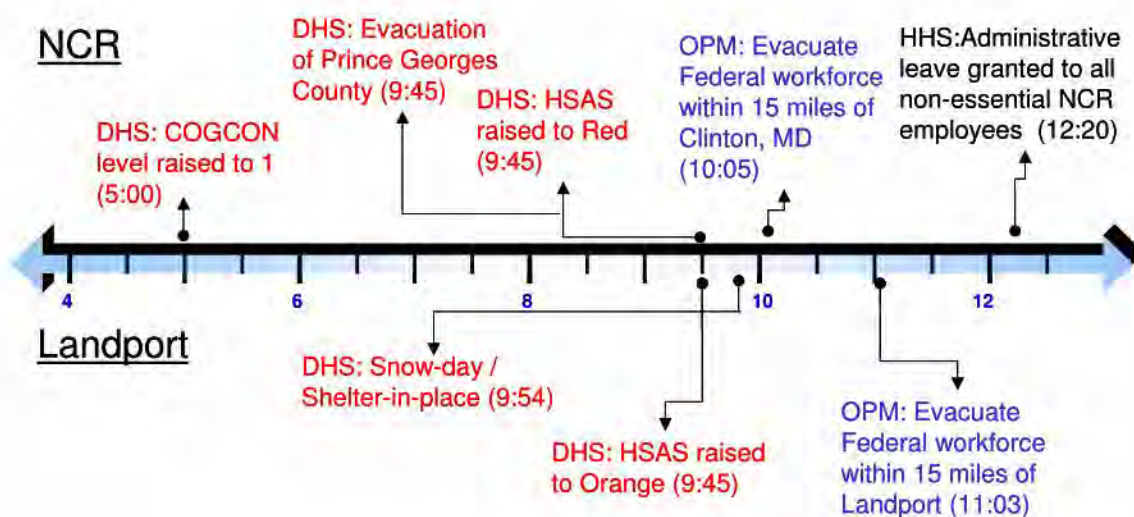 NCR
DHS: COGCON
level raised to 1
(5:00)
DHS: Evacuation
of Prince Georges
County (9:45)
DHS: HSAS
raised to Red
(9:45)
OPM: Evacuate
Federal workforce
within 15 miles of
Clinton, MD
(10:05)
HHS:Administrative
leave granted to all
non-essential NCR
employees (12:20)
4 6 8 10 12
Landport
DHS: Snow-day /
Shelter-in-place (9:54)
DHS: HSAS raised
to Orange (9:45)
OPM: Evacuate
Federal workforce
within 15 miles of
Landport (11:03)